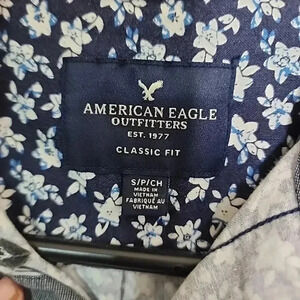 AMERICAN EAGLE
OUTFITTERS
EST. 1977
CLASSIC FIT
S/P/CH
MADE IN
VIETNAM
FABRIQUÉ AU
VIETNAM